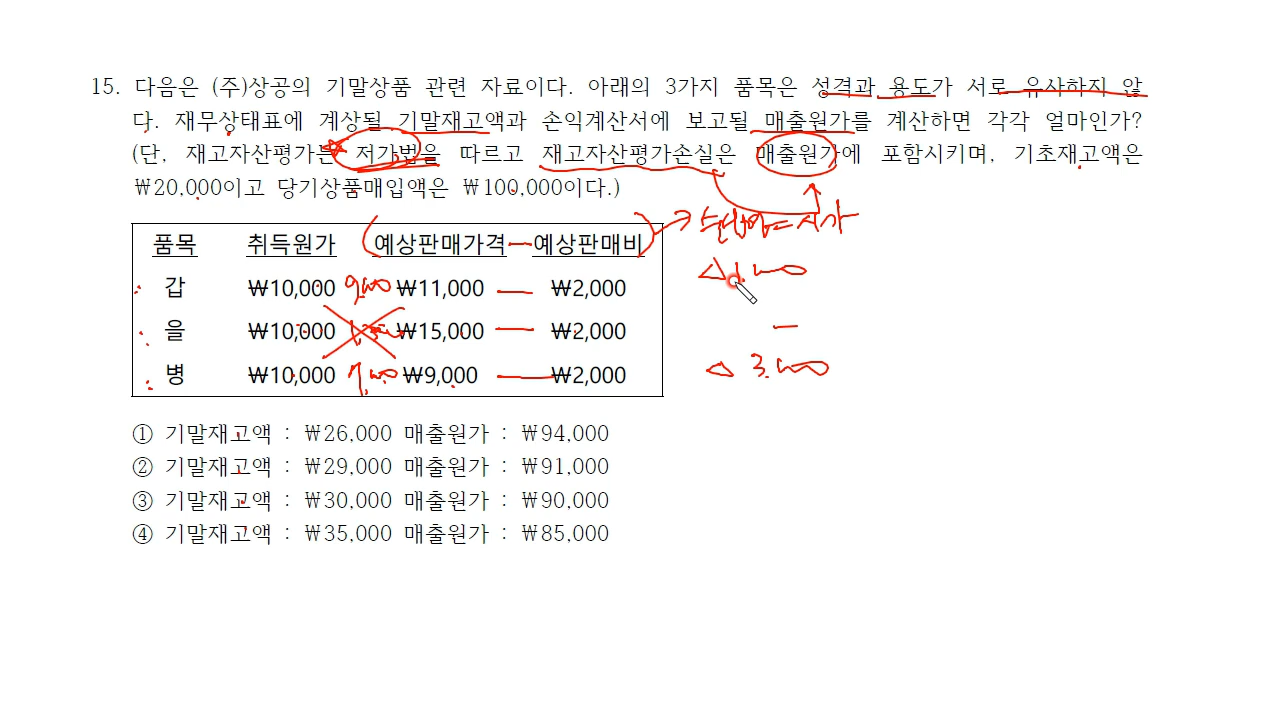 15. 다음은 (주)상공의 기말상품 관련 자료이다. 아래의 3가지 품목은 성격과 용도가 서로 유사하지 않
다. 재무상태표에 계상될 기말재고액과 손익계산서에 보고될 매출원가를 계산하면 각각 얼마인가?
(단, 재고자산평가는 저가법을 따르고 재고자산평가손실은 매출원가에 포함시키며, 기초재고액은
₩20,000이고 당기상품매입액은 ₩100,000이다.)
품목 취득원가 예상판매가격 예상판매비
시가
갑 ₩10,000 ₩11,000 ₩2,000
을 ₩10,000 ₩15,000 ₩2,000
병 ₩10,000 ₩9,000 ₩2,000
① 기말재고액 : ₩26,000 매출원가 : ₩94,000
② 기말재고액 : ₩29,000 매출원가 : ₩91,000
③ 기말재고액 : ₩30,000 매출원가 : ₩90,000
④ 기말재고액 : ₩35,000 매출원가 : ₩85,000